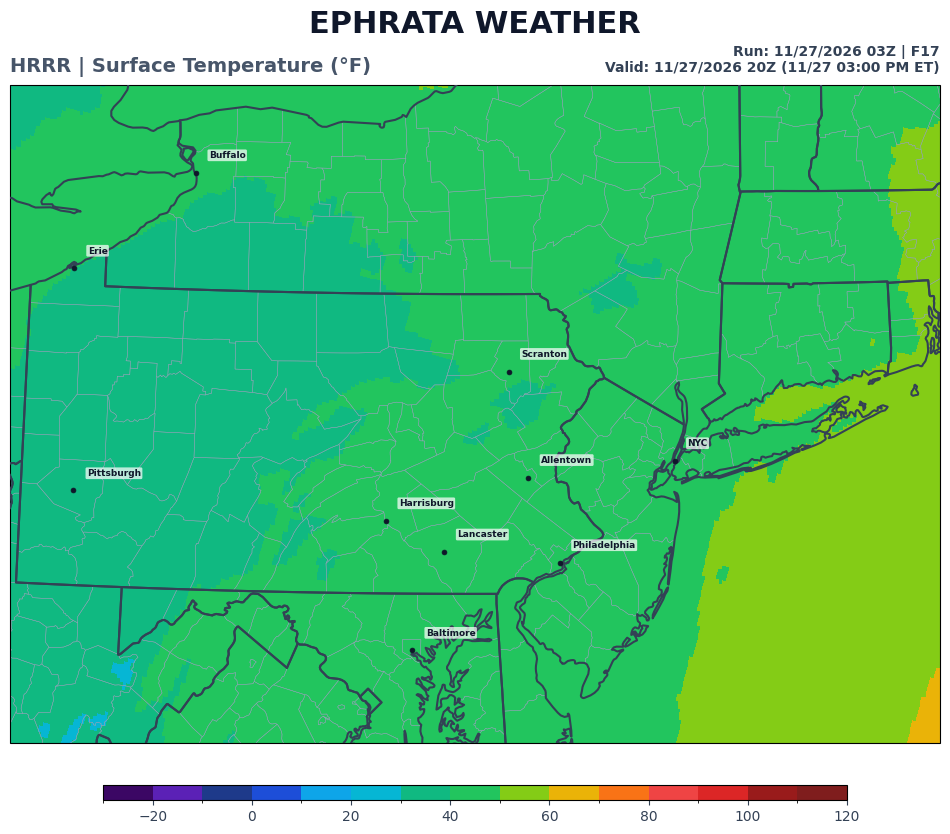 EPHRATA WEATHER
HRRR | Surface Temperature (°F)
Run: 11/27/2026 03Z | F17
Valid: 11/27/2026 20Z (11/27 03:00 PM ET)
Buffalo
Erie
Scranton
NYC
Allentown
Pittsburgh
Harrisburg
Lancaster
Philadelphia
Baltimore
−20 0 20 40 60 80 100 120